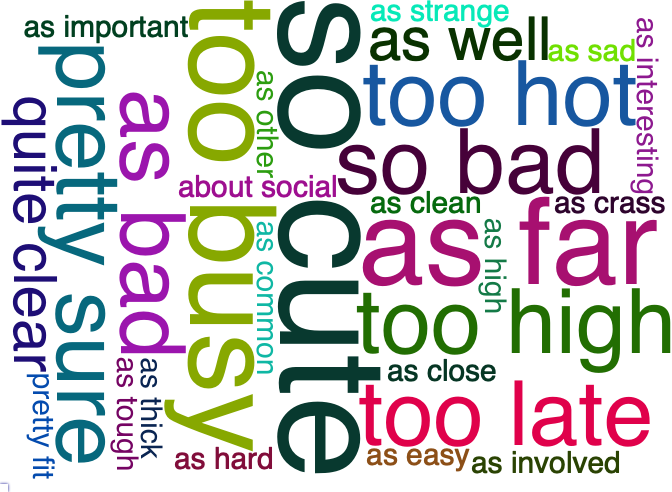 as important
too busy
so cute
as strange
as well
as sad
as interesting
pretty sure
quite clear
as bad
as other
too hot
so bad
about social
as clean
as crass
as far
as high
as common
too high
as close
pretty fit
as tough
as thick
too late
as hard
as easy
as involved